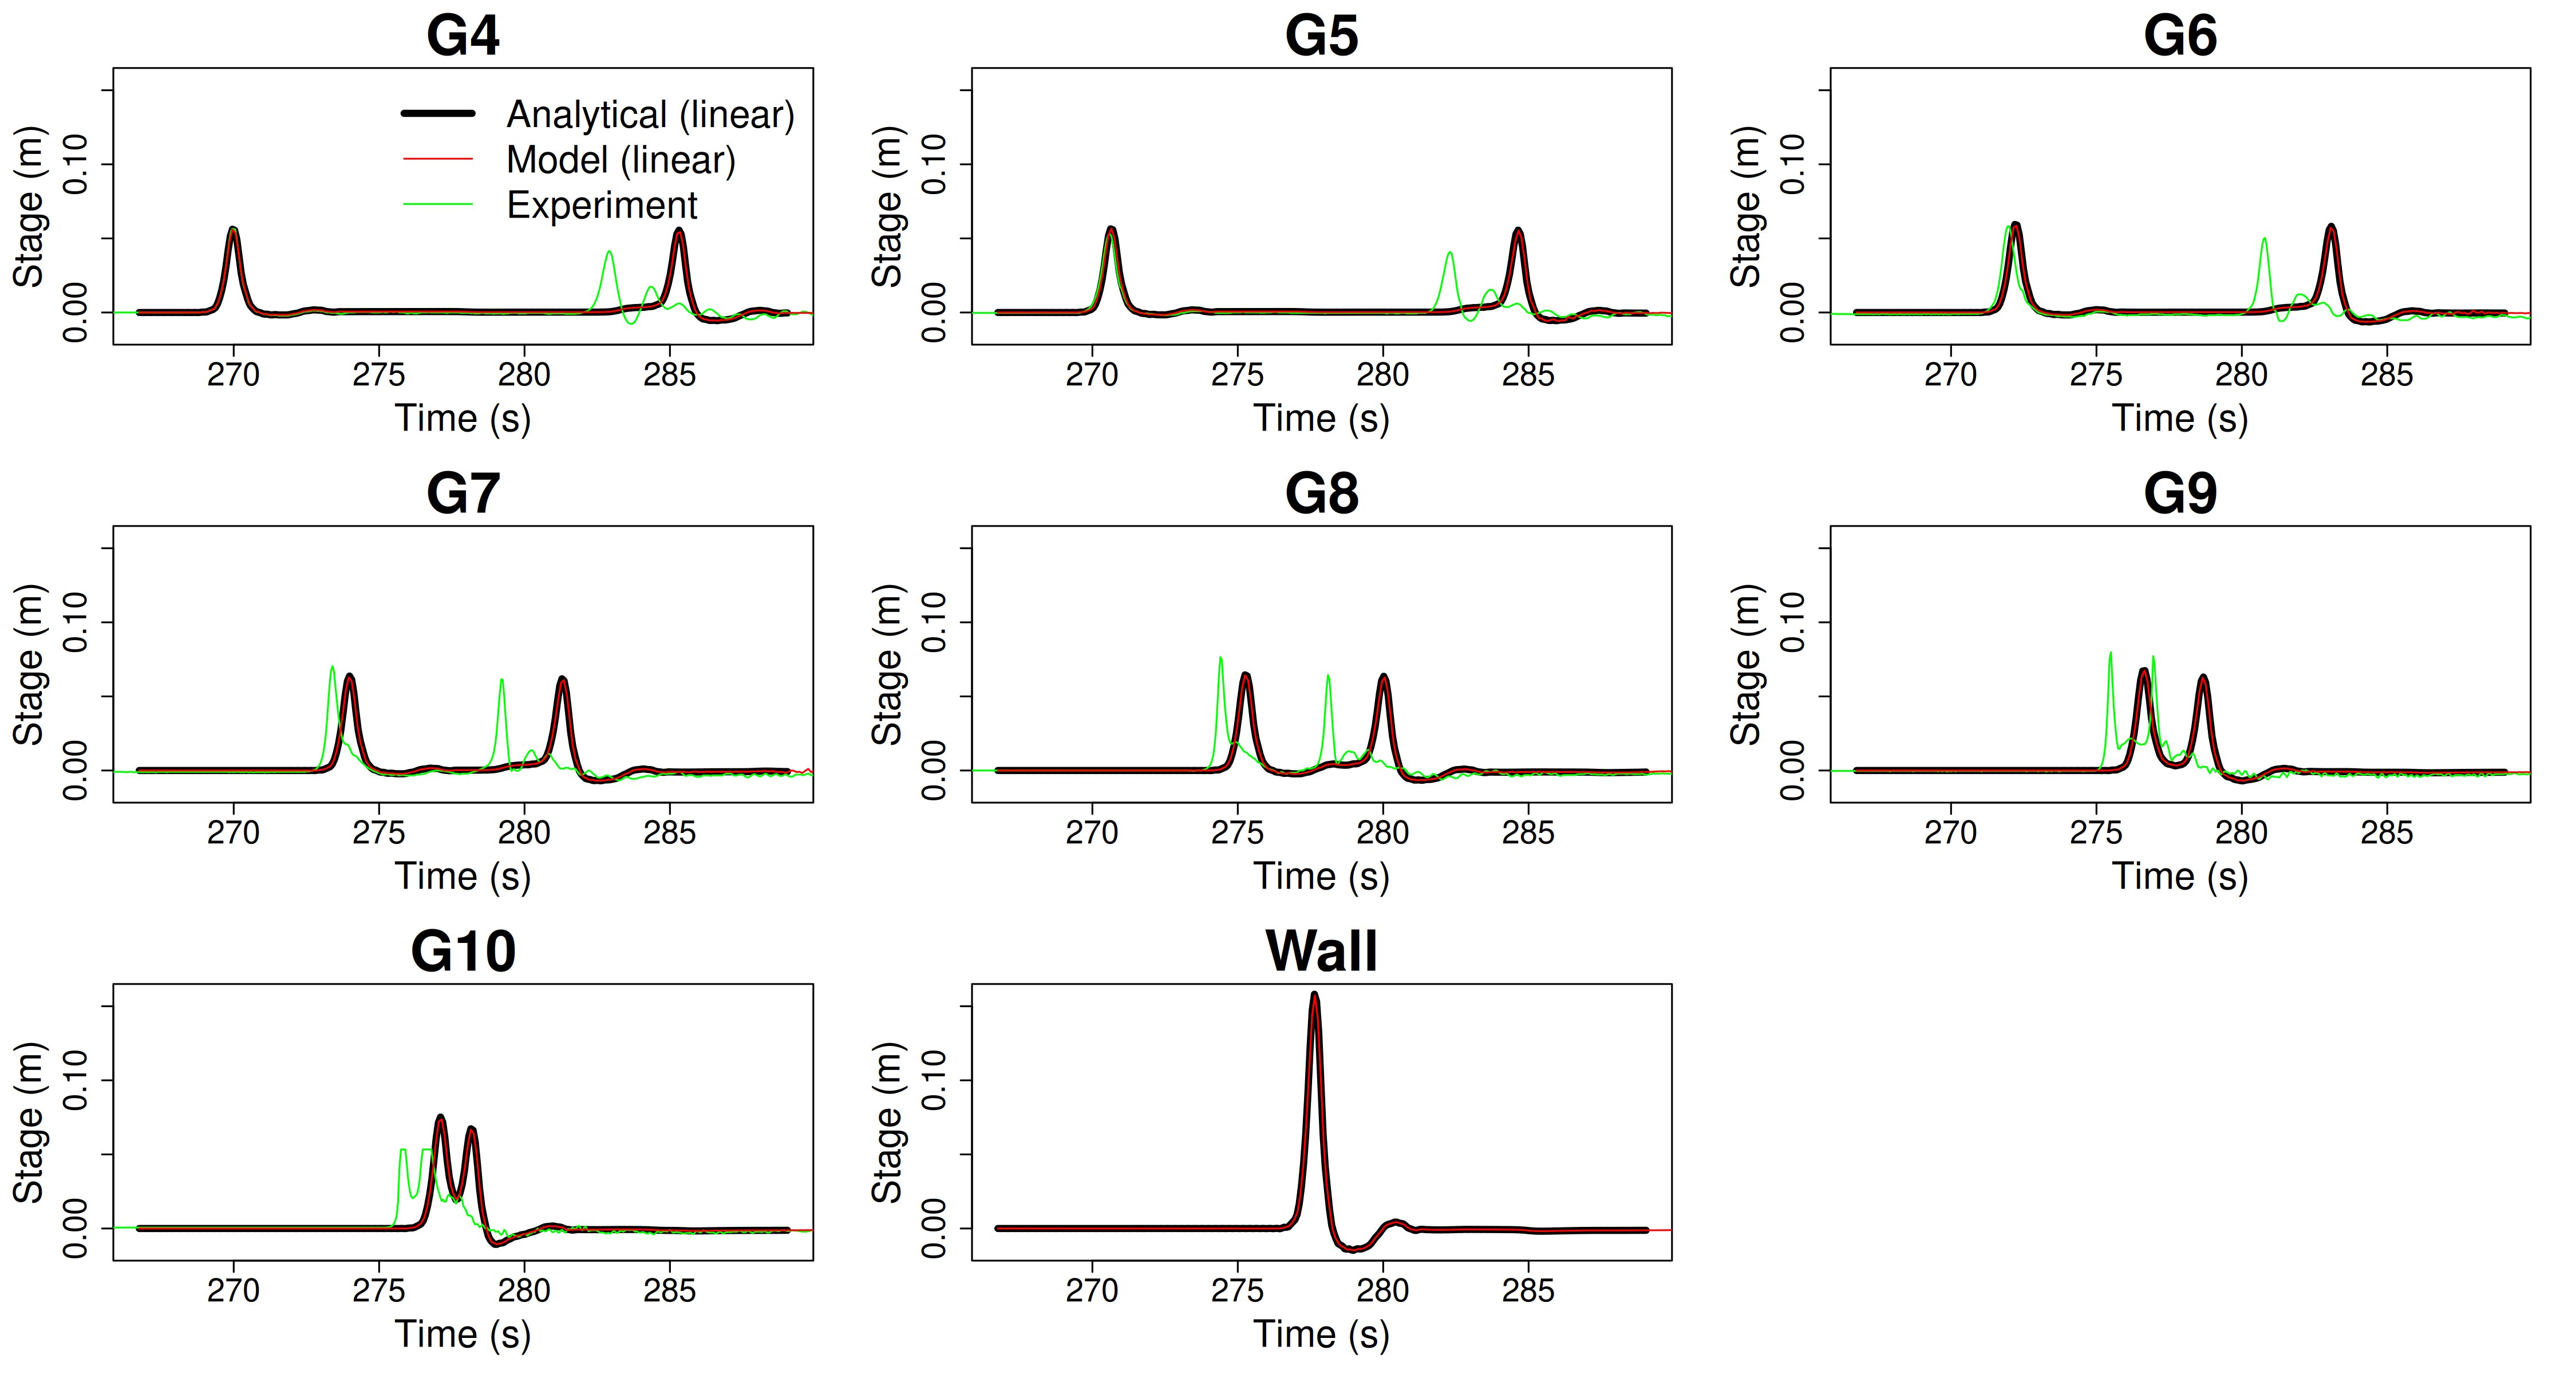 G4
Analytical (linear)
Model (linear)
Experiment
Stage (m)
0.00
0.10
270 275 280 285
Time (s)
G5
Stage (m)
0.00
0.10
270 275 280 285
Time (s)
G6
Stage (m)
0.00
0.10
270 275 280 285
Time (s)
G7
Stage (m)
0.00
0.10
270 275 280 285
Time (s)
G8
Stage (m)
0.00
0.10
270 275 280 285
Time (s)
G9
Stage (m)
0.00
0.10
270 275 280 285
Time (s)
G10
Stage (m)
0.00
0.10
270 275 280 285
Time (s)
Wall
Stage (m)
0.00
0.10
270 275 280 285
Time (s)